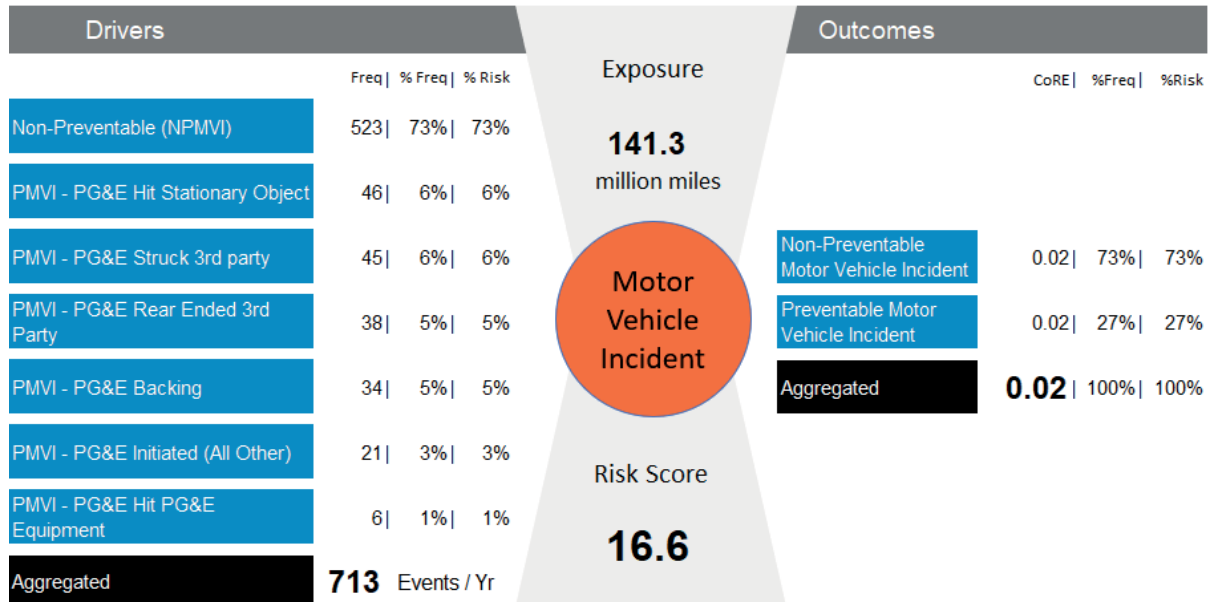 Drivers
Freq| % Freq| % Risk
Non-Preventable (NPMVI) 523| 73%| 73%
PMVI - PG&E Hit Stationary Object 46| 6%| 6%
PMVI - PG&E Struck 3rd party 45| 6%| 6%
PMVI - PG&E Rear Ended 3rd
Party 38| 5%| 5%
PMVI - PG&E Backing 34| 5%| 5%
PMVI - PG&E Initiated (All Other) 21| 3%| 3%
PMVI - PG&E Hit PG&E
Equipment 6| 1%| 1%
Aggregated 713 Events / Yr
Exposure
141.3
million miles
Motor
Vehicle
Incident
Risk Score
16.6
Outcomes
CoRE| %Freq| %Risk
Non-Preventable
Motor Vehicle Incident 0.02| 73%| 73%
Preventable Motor
Vehicle Incident 0.02| 27%| 27%
Aggregated 0.02 | 100%| 100%